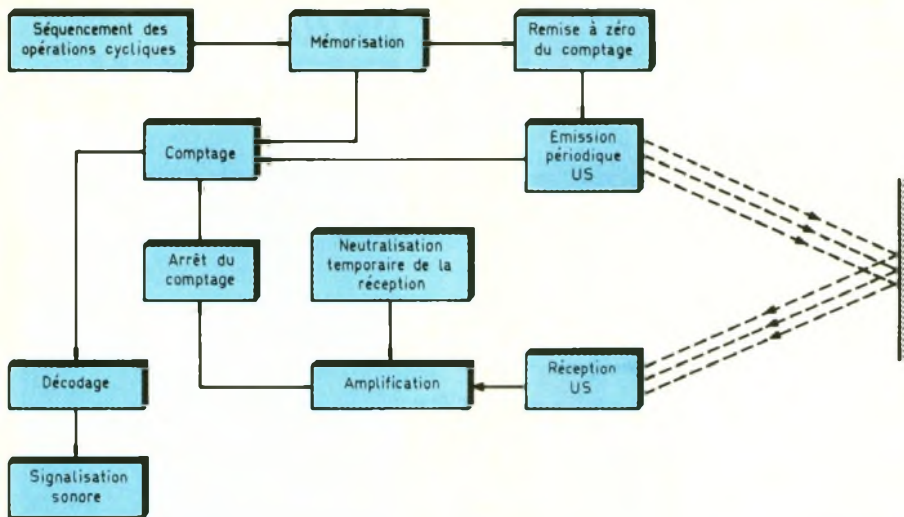 Séquencement des
opérations cycliques
Mémorisation
Remise à zéro
du comptage
Comptage
Emission
périodique
US
Arrêt du
comptage
Neutralisation
temporaire de la
réception
Décodage
Amplification
Réception
US
Signalisation
sonore